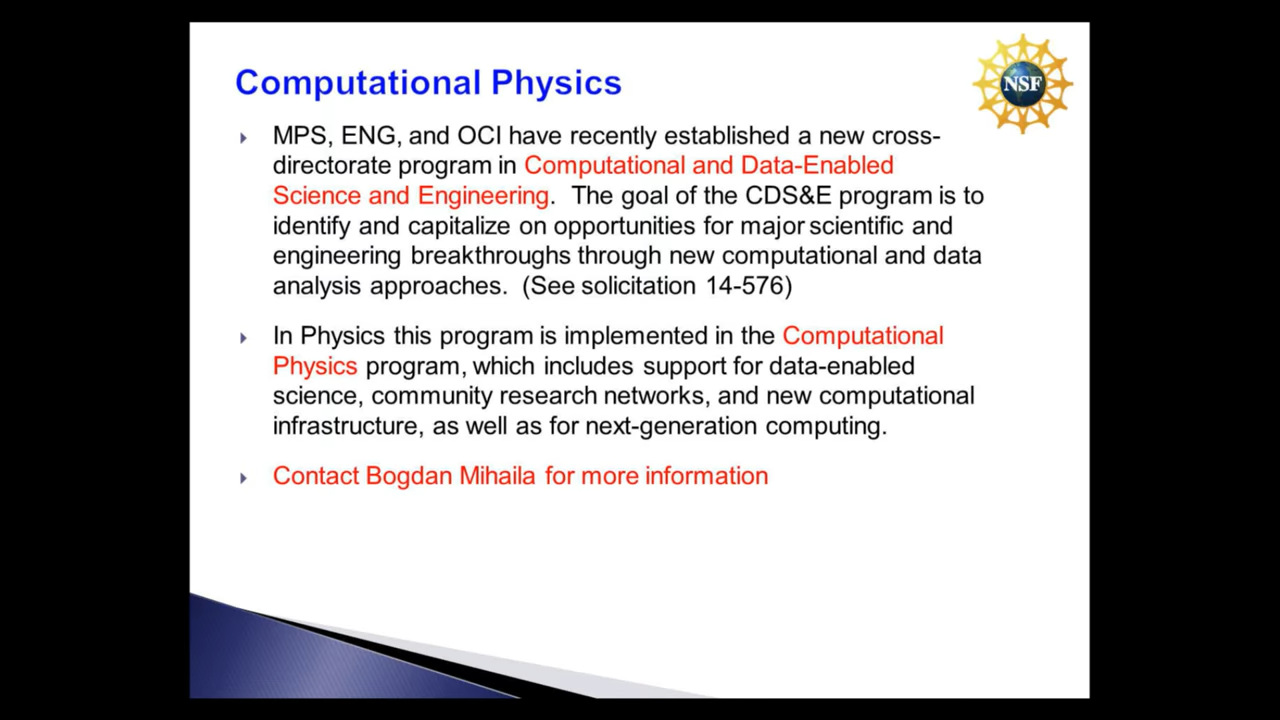 Computational Physics
NSF
MPS, ENG, and OCI have recently established a new cross-
directorate program in Computational and Data-Enabled
Science and Engineering. The goal of the CDS&E program is to
identify and capitalize on opportunities for major scientific and
engineering breakthroughs through new computational and data
analysis approaches. (See solicitation 14-576)
In Physics this program is implemented in the Computational
Physics program, which includes support for data-enabled
science, community research networks, and new computational
infrastructure, as well as for next-generation computing.
Contact Bogdan Mihaila for more information